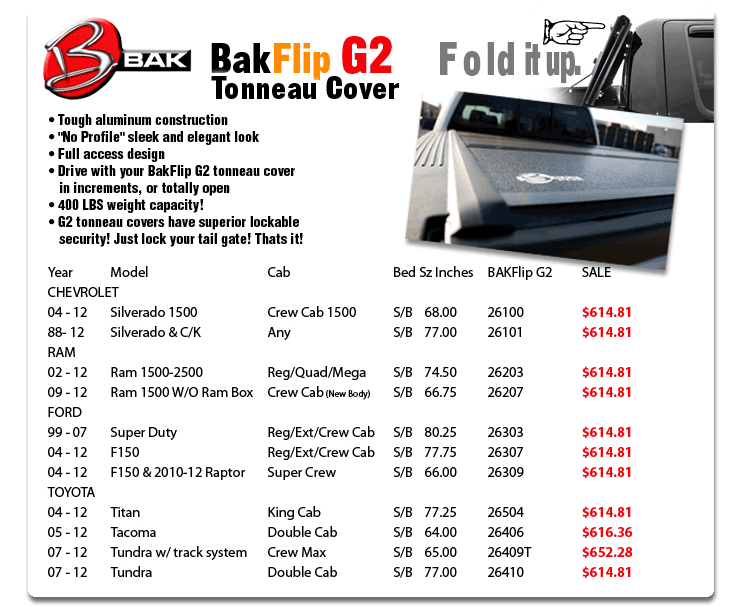 B BAK
BakFlip G2
Tonneau Cover
Fold it up.
• Tough aluminum construction
• "No Profile" sleek and elegant look
• Full access design
• Drive with your BakFlip G2 tonneau cover
in increments, or totally open
• 400 LBS weight capacity!
• G2 tonneau covers have superior lockable
security! Just lock your tail gate! Thats it!
Year Model Cab Bed Sz Inches BAKFlip G2 SALE
CHEVROLET
04 - 12 Silverado 1500 Crew Cab 1500 S/B 68.00 26100 $614.81
88- 12 Silverado & C/K Any S/B 77.00 26101 $614.81
RAM
02 - 12 Ram 1500-2500 Reg/Quad/Mega S/B 74.50 26203 $614.81
09 - 12 Ram 1500 W/O Ram Box Crew Cab (New Body) S/B 66.75 26207 $614.81
FORD
99 - 07 Super Duty Reg/Ext/Crew Cab S/B 80.25 26303 $614.81
04 - 12 F150 Reg/Ext/Crew Cab S/B 77.75 26307 $614.81
04 - 12 F150 & 2010-12 Raptor Super Crew S/B 66.00 26309 $614.81
TOYOTA
04 - 12 Titan King Cab S/B 77.25 26504 $614.81
05 - 12 Tacoma Double Cab S/B 64.00 26406 $616.36
07 - 12 Tundra w/ track system Crew Max S/B 65.00 26409T $652.28
07 - 12 Tundra Double Cab S/B 77.00 26410 $614.81